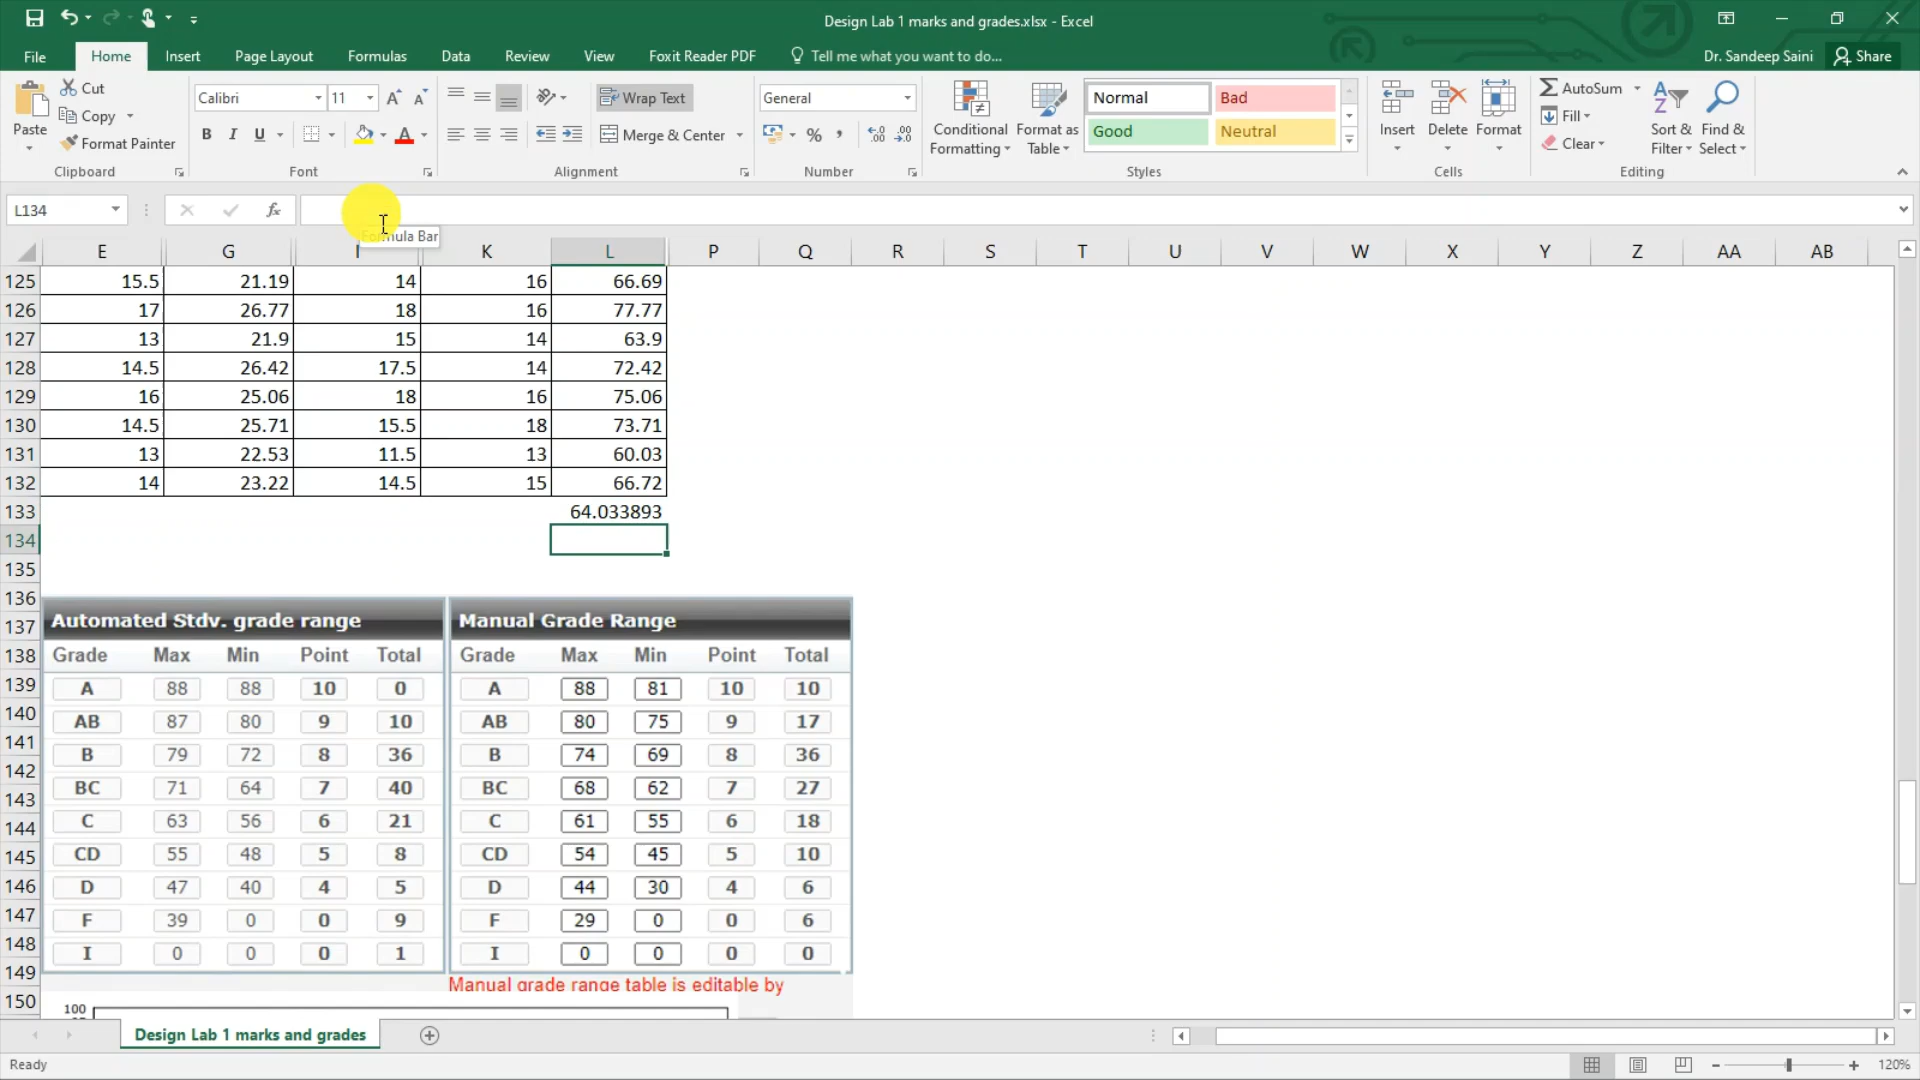 Design Lab 1 marks and grades.xlsx - Excel
File Home Insert Page Layout Formulas Data Review View Foxit Reader PDF Tell me what you want to do... Dr. Sandeep Saini Share
Paste Cut Copy Format Painter
Calibri 11
B I U
Wrap Text
Merge & Center
General
%
Conditional Formatting Format as Table
Normal Bad
Good Neutral
Insert Delete Format
AutoSum
Fill
Clear
Sort & Filter Find & Select
Clipboard Font Alignment Number Styles Cells Editing
L134 fx
Formula Bar
E G I K L P Q R S T U V W X Y Z AA AB
125 15.5 21.19 14 16 66.69
126 17 26.77 18 16 77.77
127 13 21.9 15 14 63.9
128 14.5 26.42 17.5 14 72.42
129 16 25.06 18 16 75.06
130 14.5 25.71 15.5 18 73.71
131 13 22.53 11.5 13 60.03
132 14 23.22 14.5 15 66.72
133 64.033893
134
135
136
137
138
139
140
141
142
143
144
145
146
147
148
149
150
Automated Stdv. grade range
Grade Max Min Point Total
A 88 88 10 0
AB 87 80 9 10
B 79 72 8 36
BC 71 64 7 40
C 63 56 6 21
CD 55 48 5 8
D 47 40 4 5
F 39 0 0 9
I 0 0 0 1
Manual Grade Range
Grade Max Min Point Total
A 88 81 10 10
AB 80 75 9 17
B 74 69 8 36
BC 68 62 7 27
C 61 55 6 18
CD 54 45 5 10
D 44 30 4 6
F 29 0 0 6
I 0 0 0 0
Manual grade range table is editable by
100
Design Lab 1 marks and grades
Ready 120%